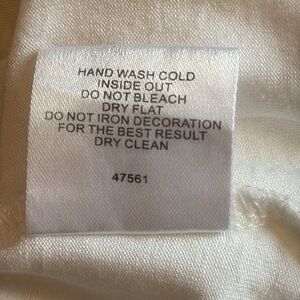 HAND WASH COLD
INSIDE OUT
DO NOT BLEACH
DRY FLAT
DO NOT IRON DECORATION
FOR THE BEST RESULT
DRY CLEAN
47561